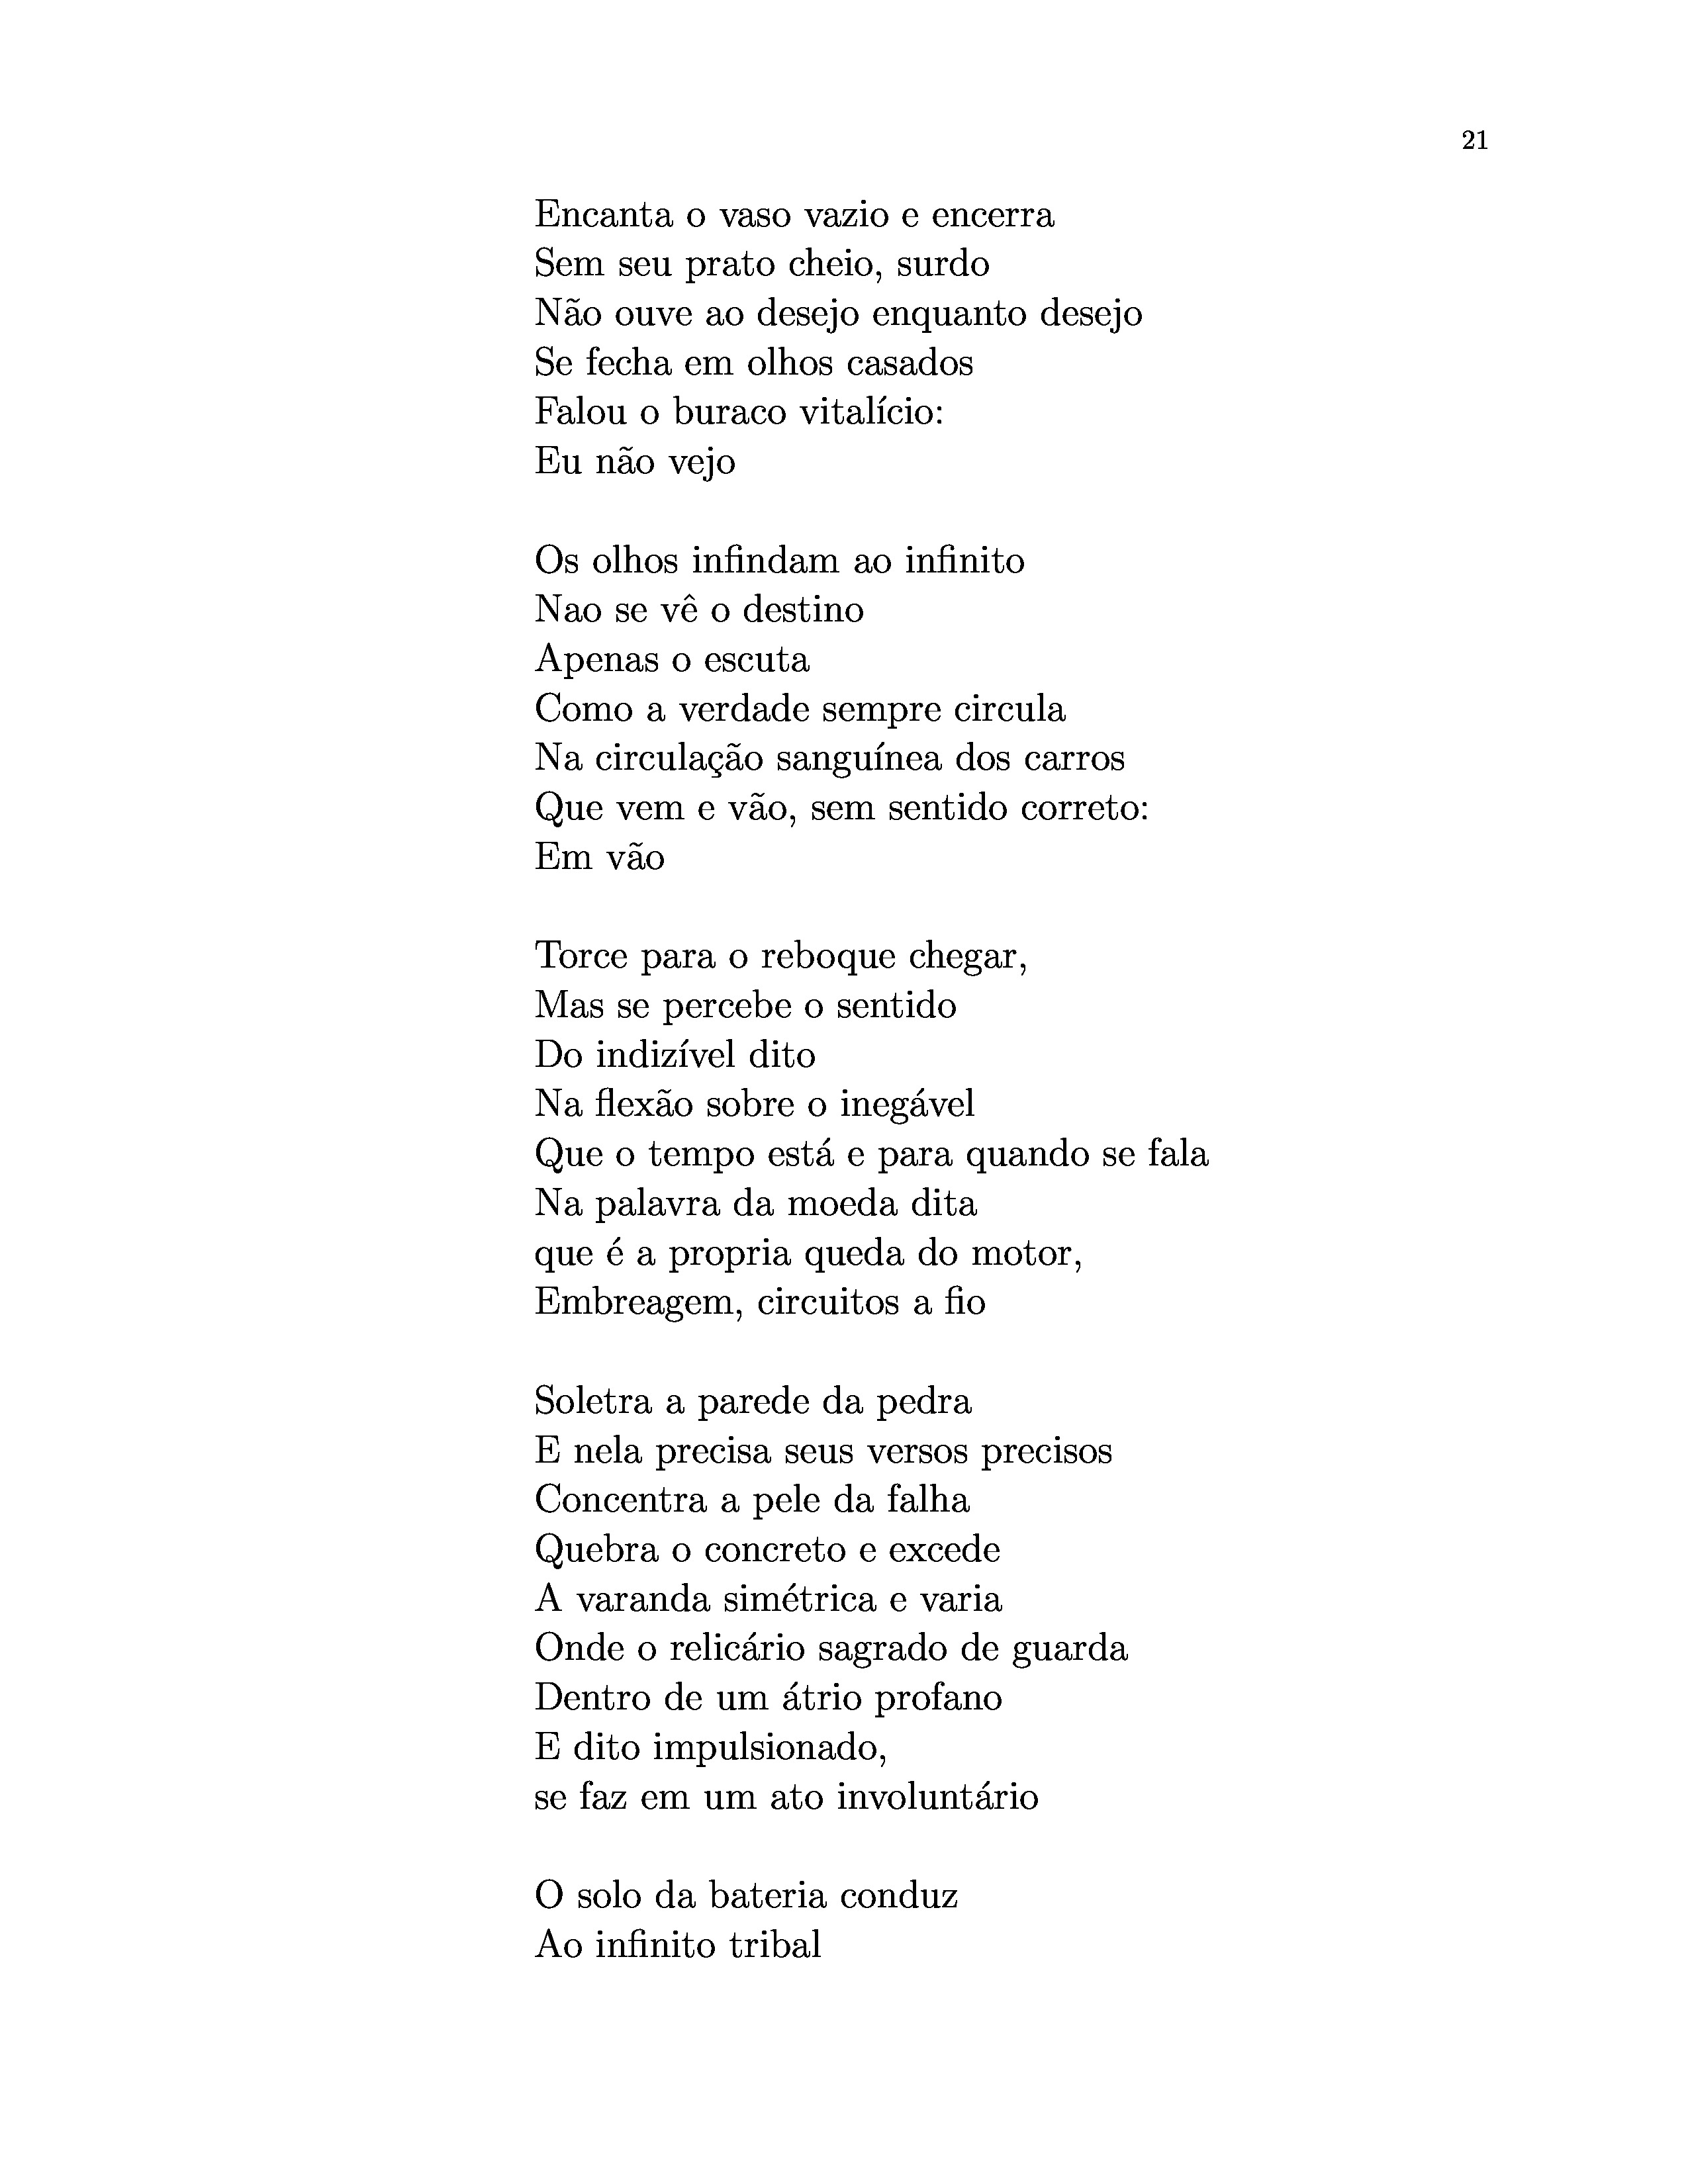 21
Encanta o vaso vazio e encerra
Sem seu prato cheio, surdo
Não ouve ao desejo enquanto desejo
Se fecha em olhos casados
Falou o buraco vitalício:
Eu não vejo
Os olhos infindam ao infinito
Nao se vê o destino
Apenas o escuta
Como a verdade sempre circula
Na circulação sanguínea dos carros
Que vem e vão, sem sentido correto:
Em vão
Torce para o reboque chegar,
Mas se percebe o sentido
Do indizível dito
Na flexão sobre o inegável
Que o tempo está e para quando se fala
Na palavra da moeda dita
que é a propria queda do motor,
Embreagem, circuitos a fio
Soletra a parede da pedra
E nela precisa seus versos precisos
Concentra a pele da falha
Quebra o concreto e excede
A varanda simétrica e varia
Onde o relicário sagrado de guarda
Dentro de um átrio profano
E dito impulsionado,
se faz em um ato involuntário
O solo da bateria conduz
Ao infinito tribal